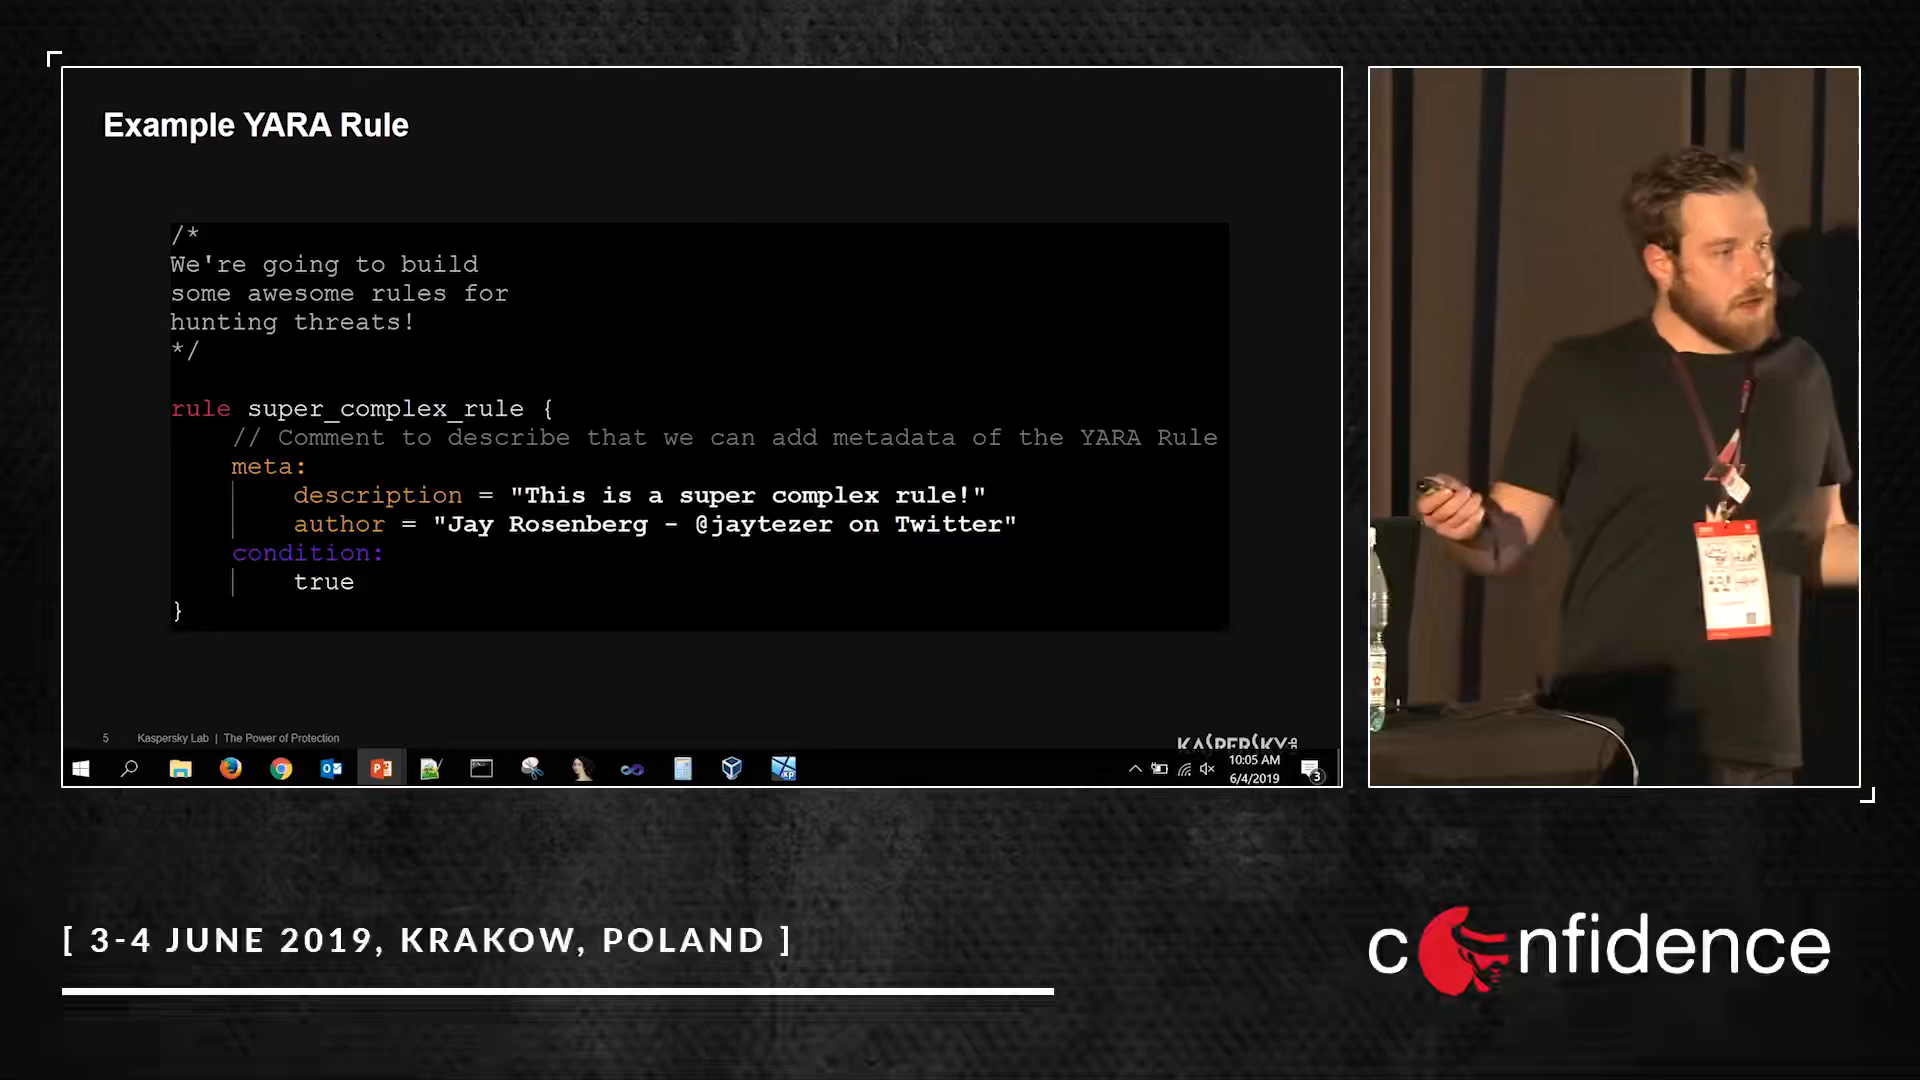 Example YARA Rule
/*
We're going to build
some awesome rules for
hunting threats!
*/
rule super_complex_rule {
// Comment to describe that we can add metadata of the YARA Rule
meta:
description = "This is a super complex rule!"
author = "Jay Rosenberg - @jaytezer on Twitter"
condition:
true
}
5 Kaspersky Lab | The Power of Protection
KASPERSKY
10:05 AM
6/4/2019
3
[ 3-4 JUNE 2019, KRAKOW, POLAND ]
confidence